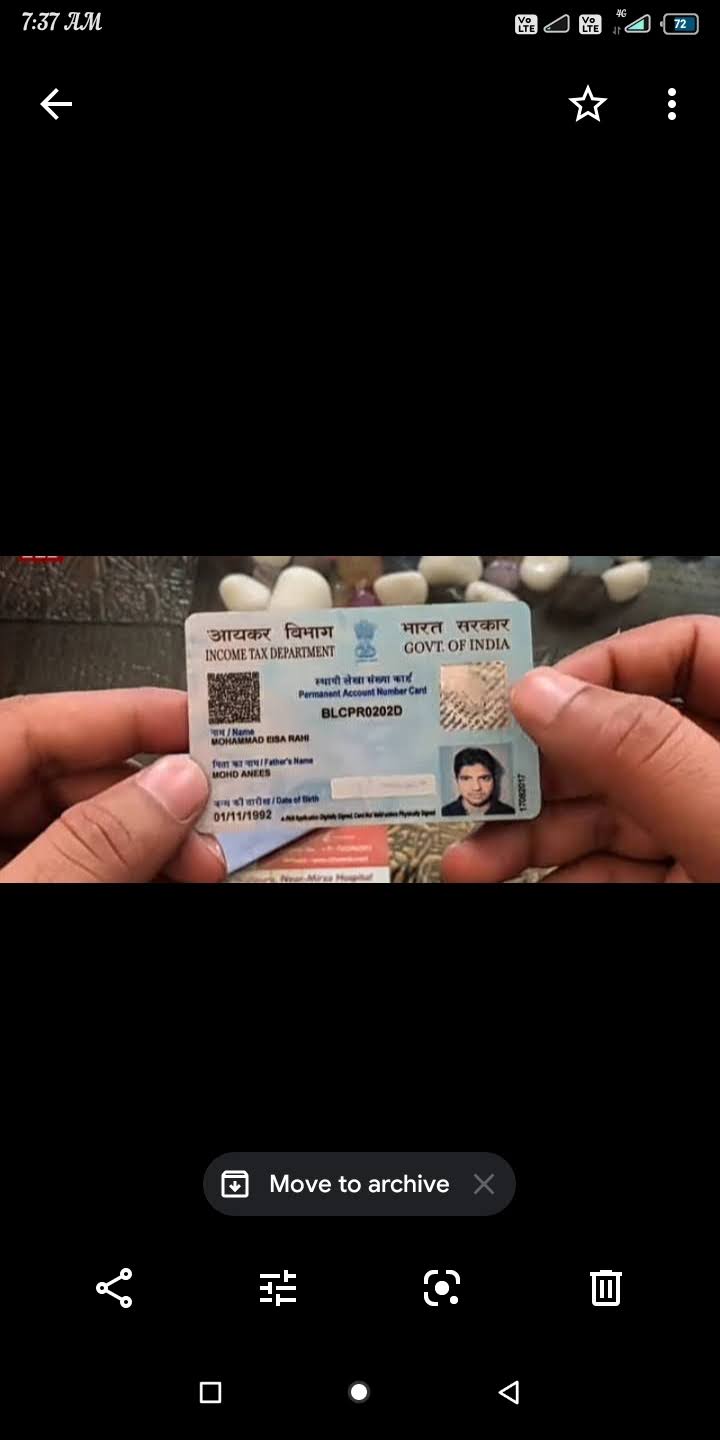 7:37 AM
Vo LTE
Vo LTE
4G
72
आयकर विभाग
भारत सरकार
INCOME TAX DEPARTMENT
GOVT. OF INDIA
स्थायी लेखा संख्या कार्ड
Permanent Account Number Card
BLCPR0202D
नाम / Name
MOHAMMAD EISA RAHI
पिता का नाम / Father's Name
MOHD ANEES
जन्म की तारीख / Date of Birth
01/11/1992
17082017
Near-Mirza Hospital
Move to archive